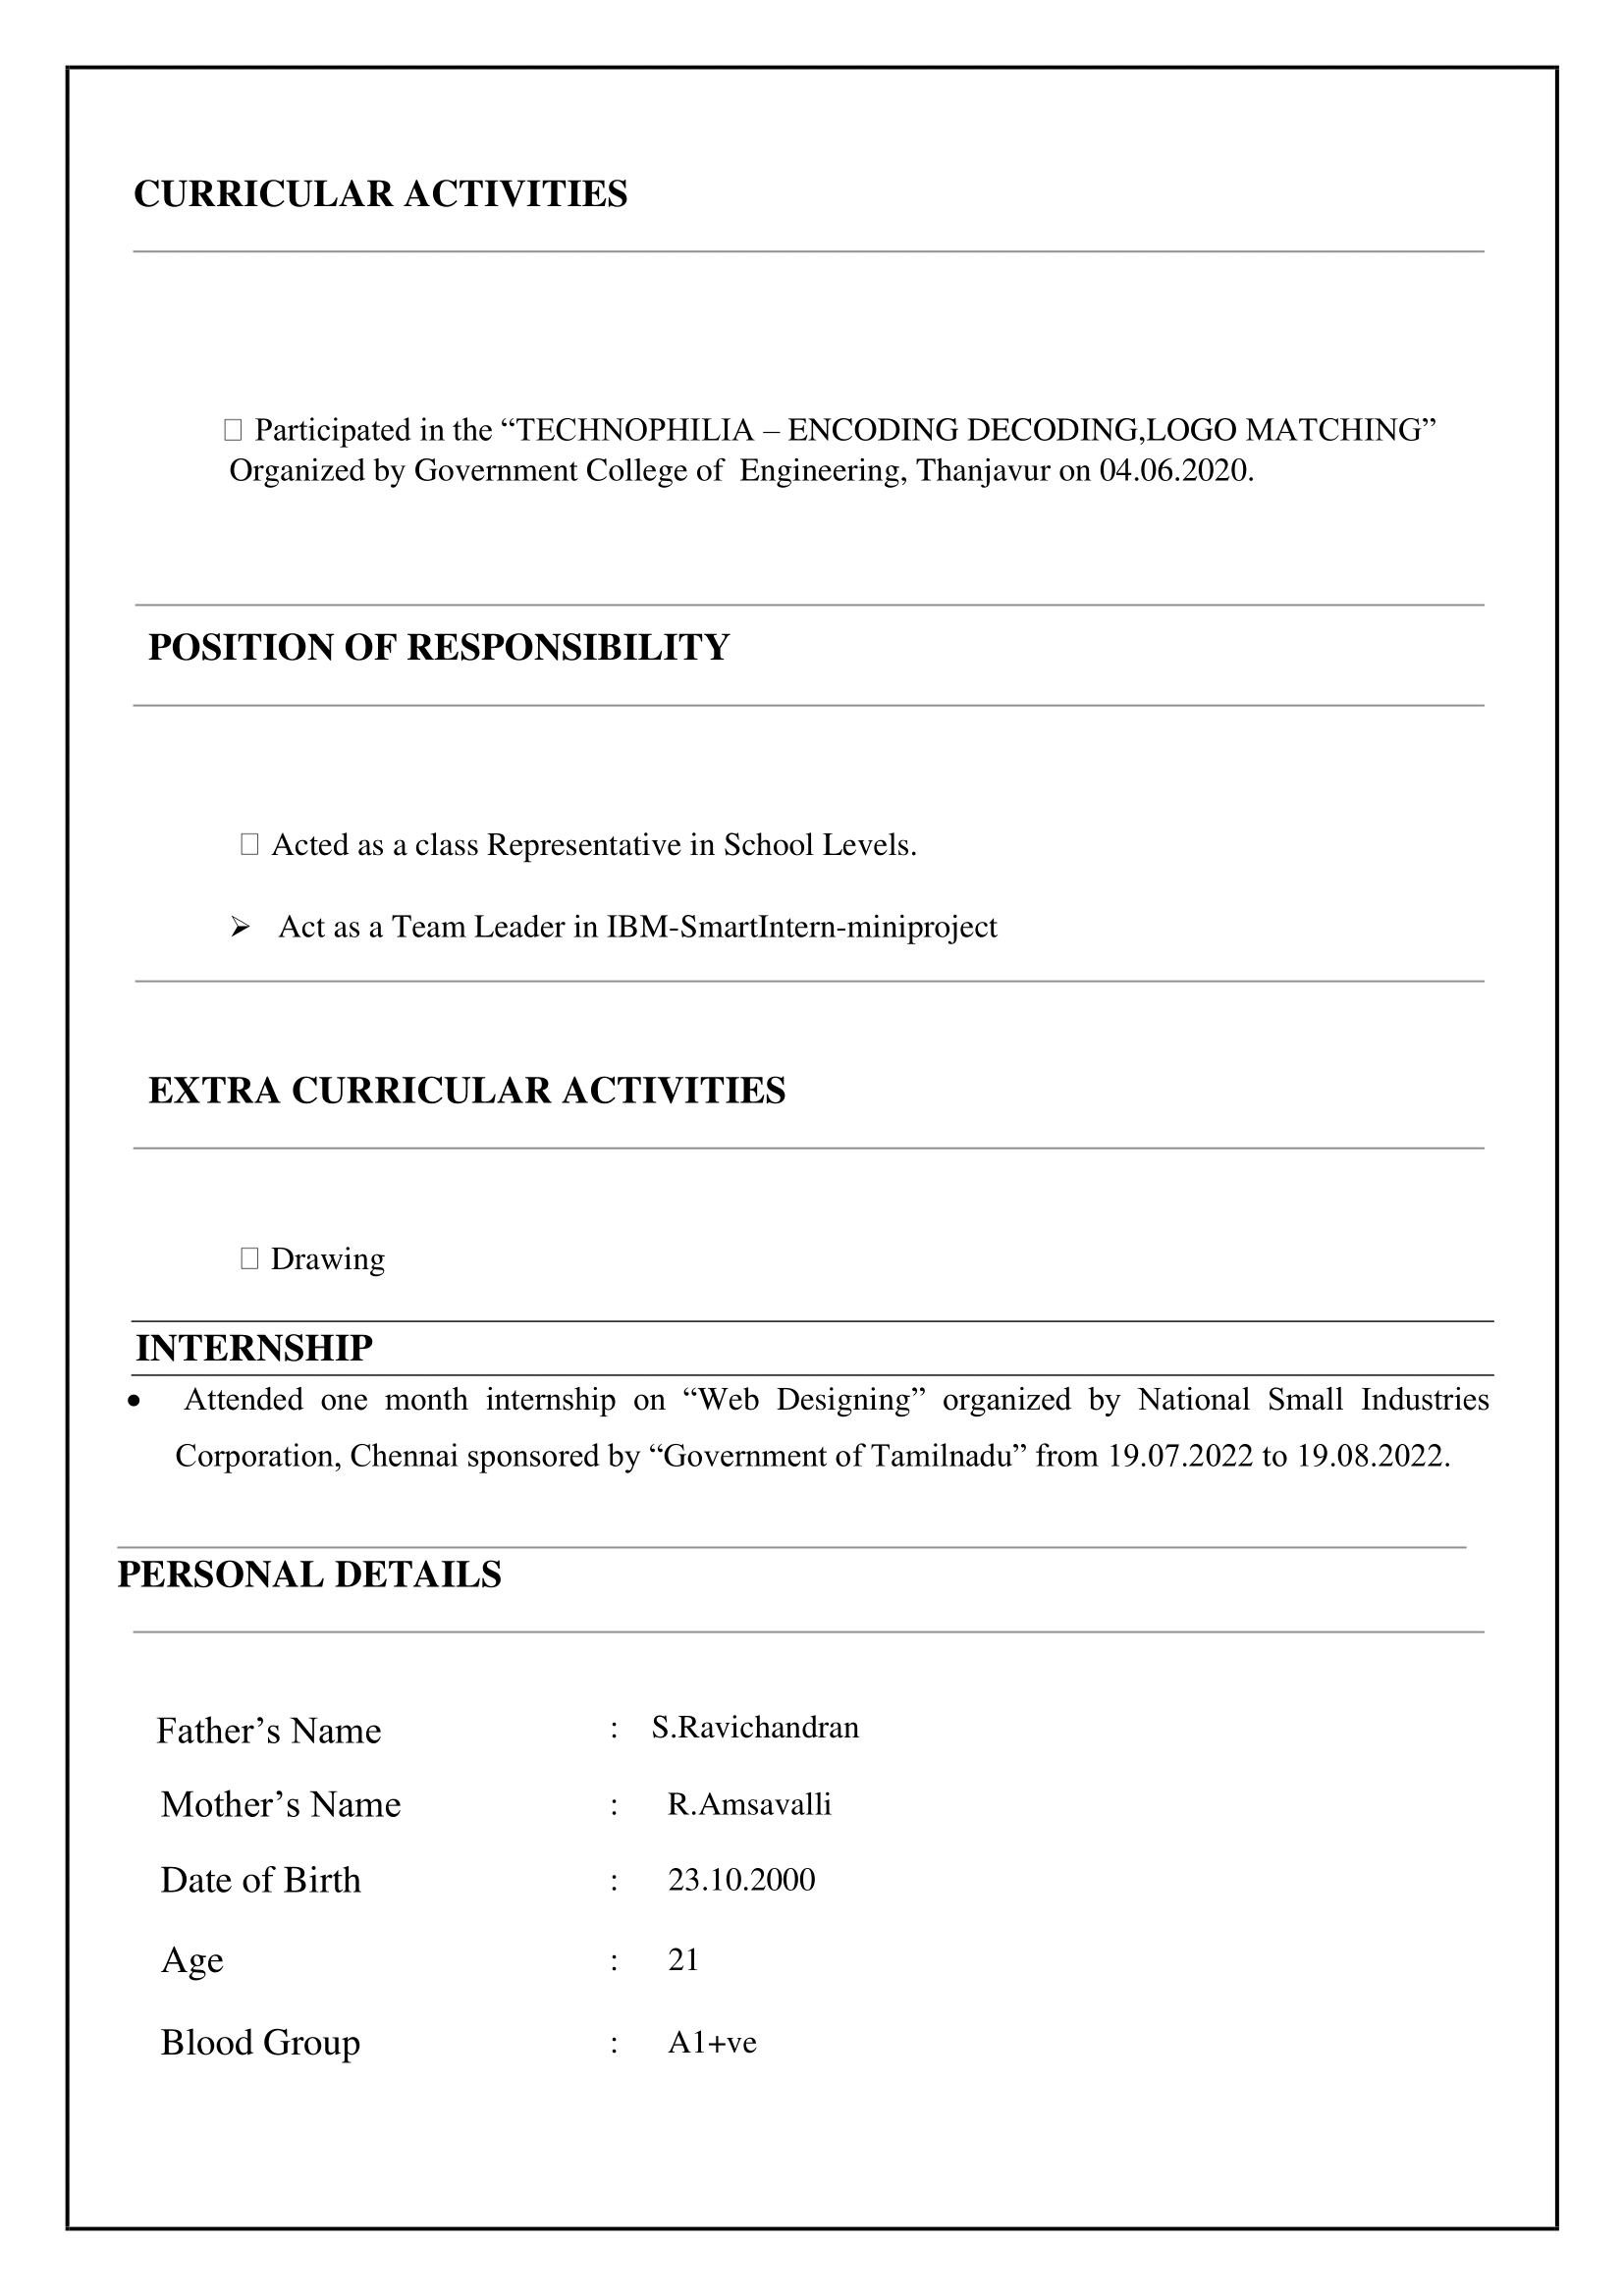 CURRICULAR ACTIVITIES
 Participated in the “TECHNOPHILIA – ENCODING DECODING,LOGO MATCHING”
Organized by Government College of Engineering, Thanjavur on 04.06.2020.
POSITION OF RESPONSIBILITY
 Acted as a class Representative in School Levels.
➢ Act as a Team Leader in IBM-SmartIntern-miniproject
EXTRA CURRICULAR ACTIVITIES
 Drawing
INTERNSHIP
• Attended one month internship on “Web Designing” organized by National Small Industries
Corporation, Chennai sponsored by “Government of Tamilnadu” from 19.07.2022 to 19.08.2022.
PERSONAL DETAILS
Father’s Name : S.Ravichandran
Mother’s Name : R.Amsavalli
Date of Birth : 23.10.2000
Age : 21
Blood Group : A1+ve